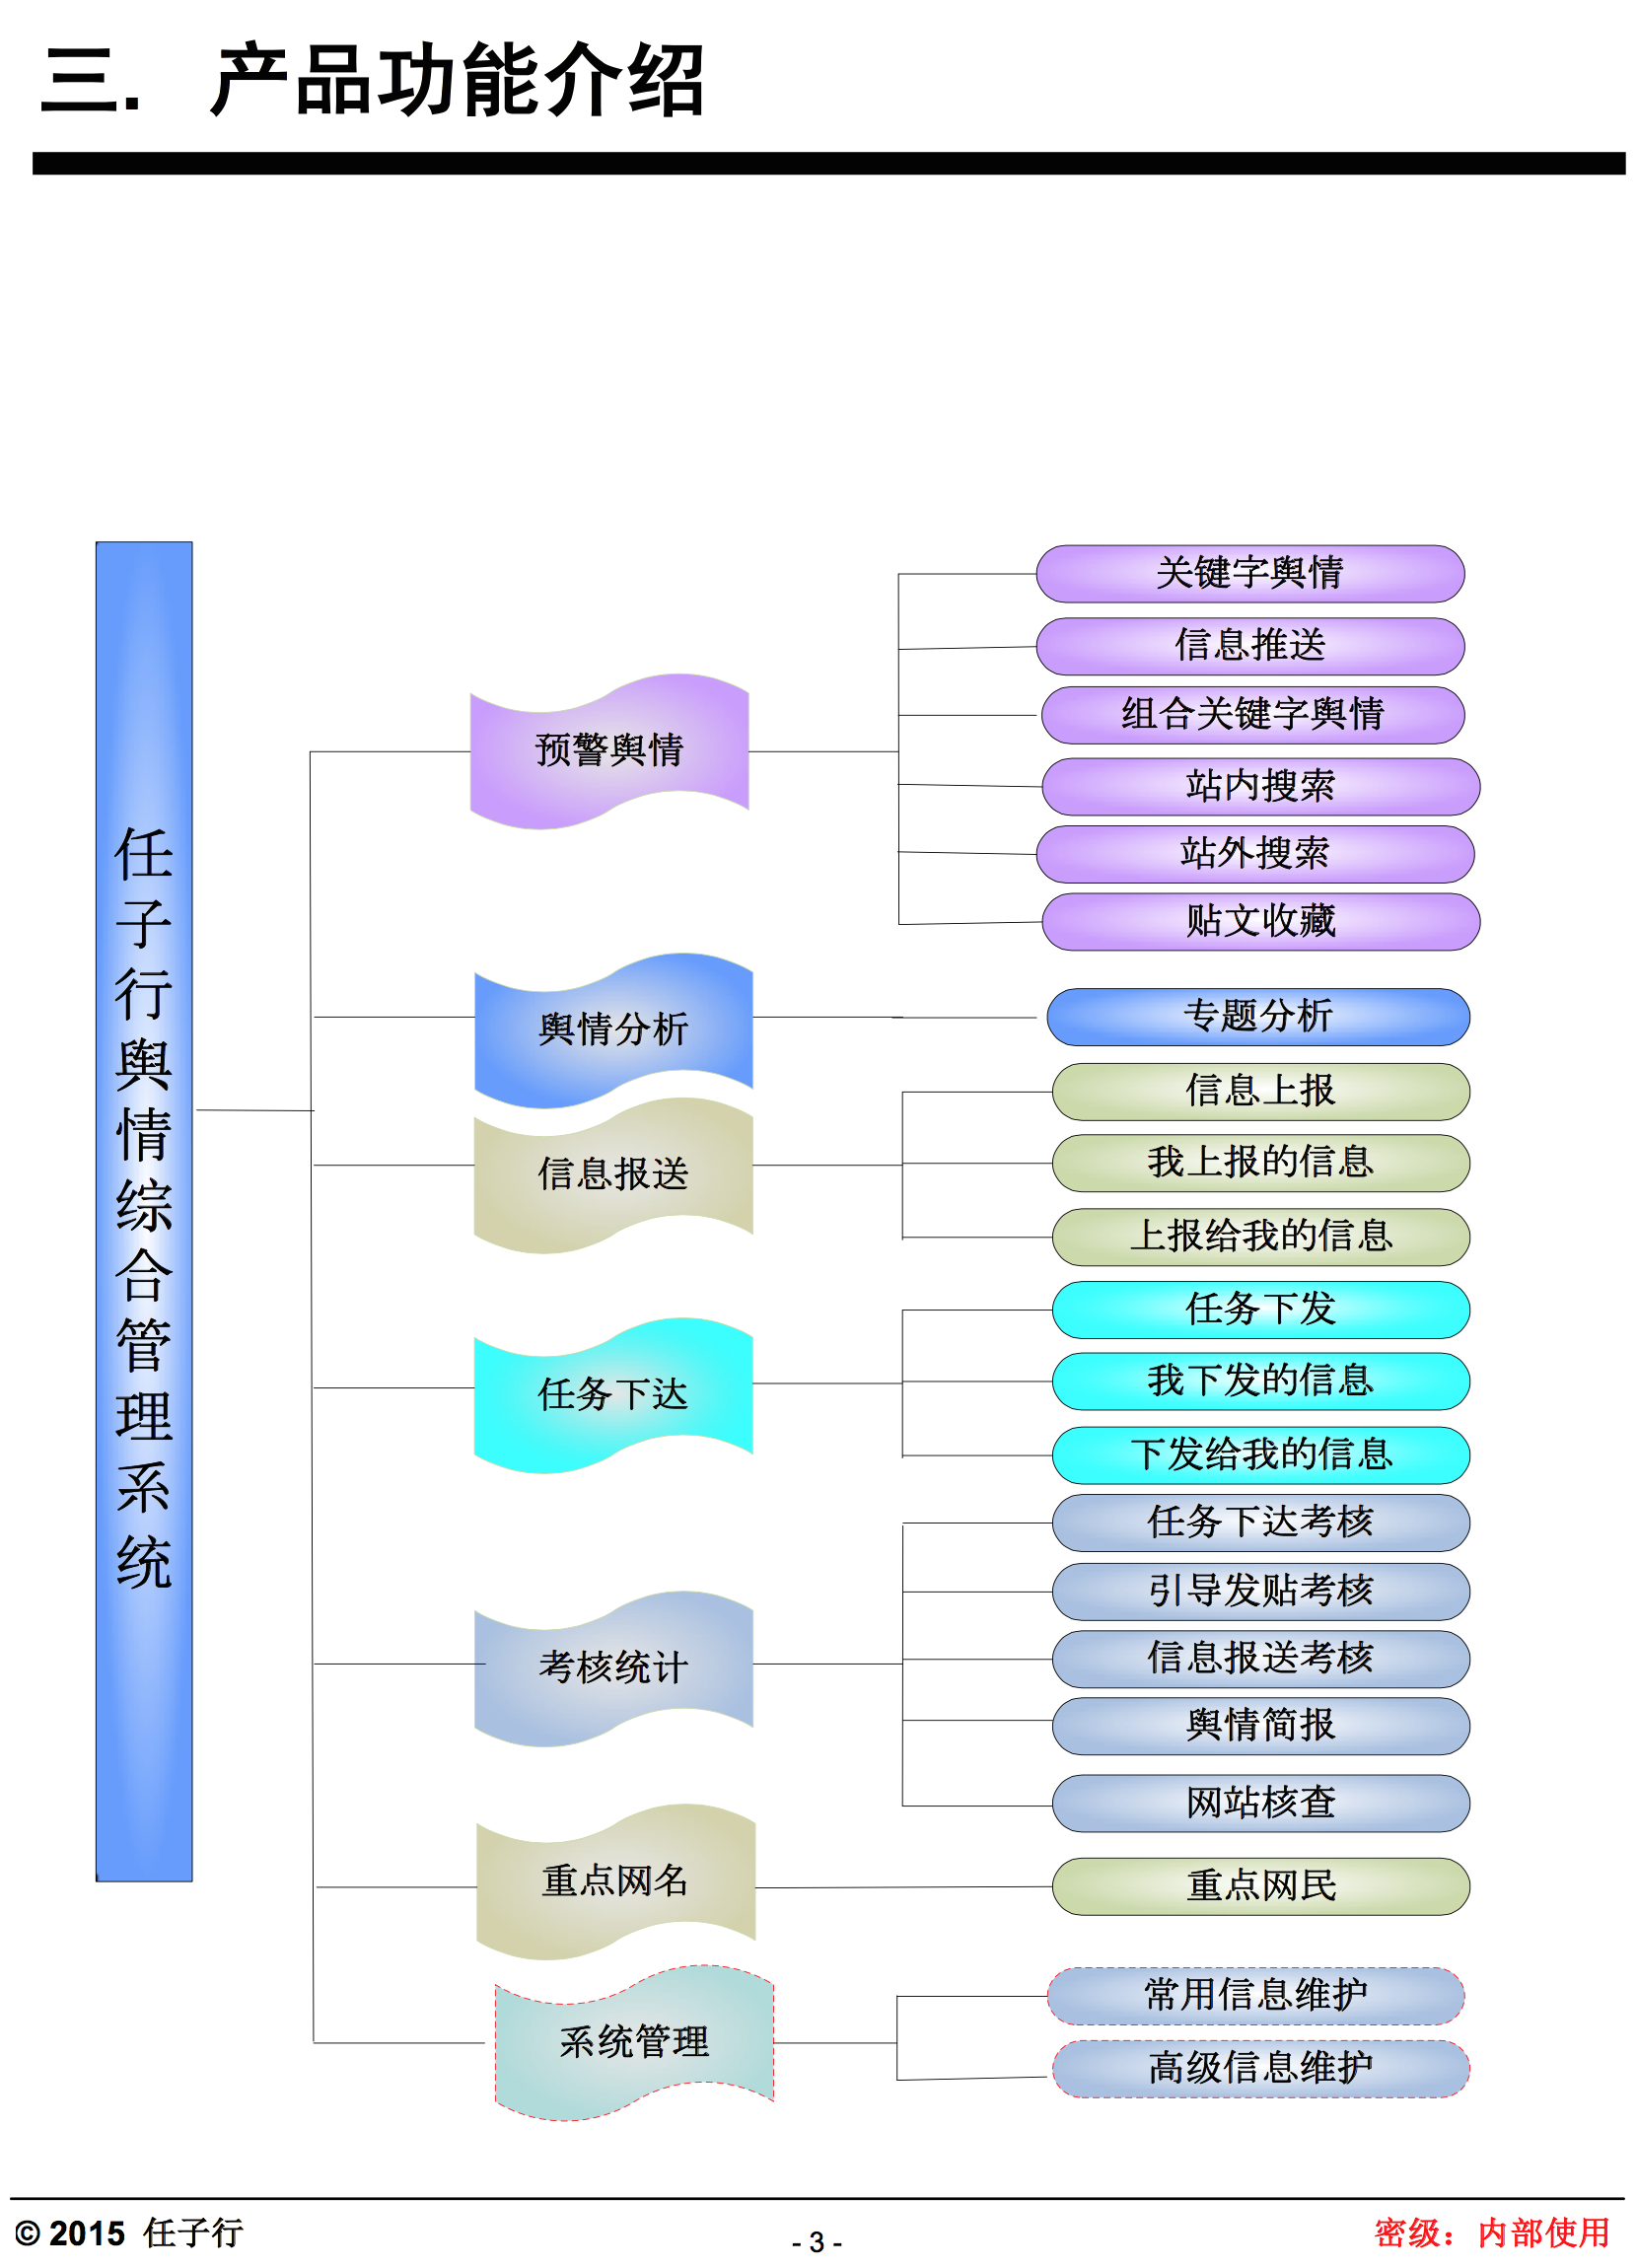 三. 产品功能介绍
任子行舆情综合管理系统
预警舆情
关键字舆情
信息推送
组合关键字舆情
站内搜索
站外搜索
贴文收藏
舆情分析
专题分析
信息报送
信息上报
我上报的信息
上报给我的信息
任务下达
任务下发
我下发的信息
下发给我的信息
考核统计
任务下达考核
引导发贴考核
信息报送考核
舆情简报
网站核查
重点网名
重点网民
系统管理
常用信息维护
高级信息维护
© 2015 任子行
- 3 -
密级：内部使用